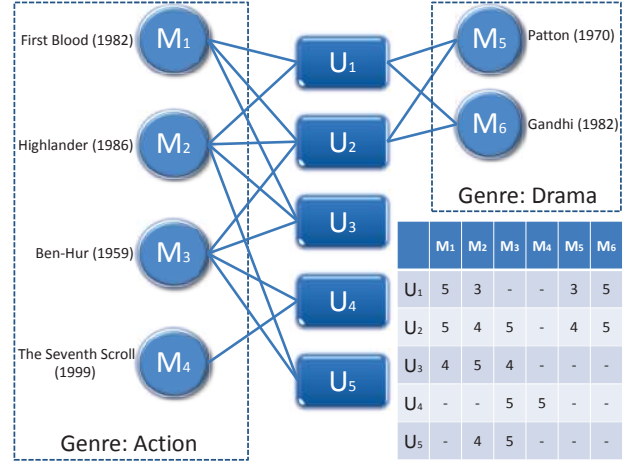 First Blood (1982)
M1
Highlander (1986)
M2
Ben-Hur (1959)
M3
The Seventh Scroll
(1999)
M4
Genre: Action
U1
U2
U3
U4
U5
M5
Patton (1970)
M6
Gandhi (1982)
Genre: Drama
M1 M2 M3 M4 M5 M6
U1 5 3 - - 3 5
U2 5 4 5 - 4 5
U3 4 5 4 - - -
U4 - - 5 5 - -
U5 - 4 5 - - -